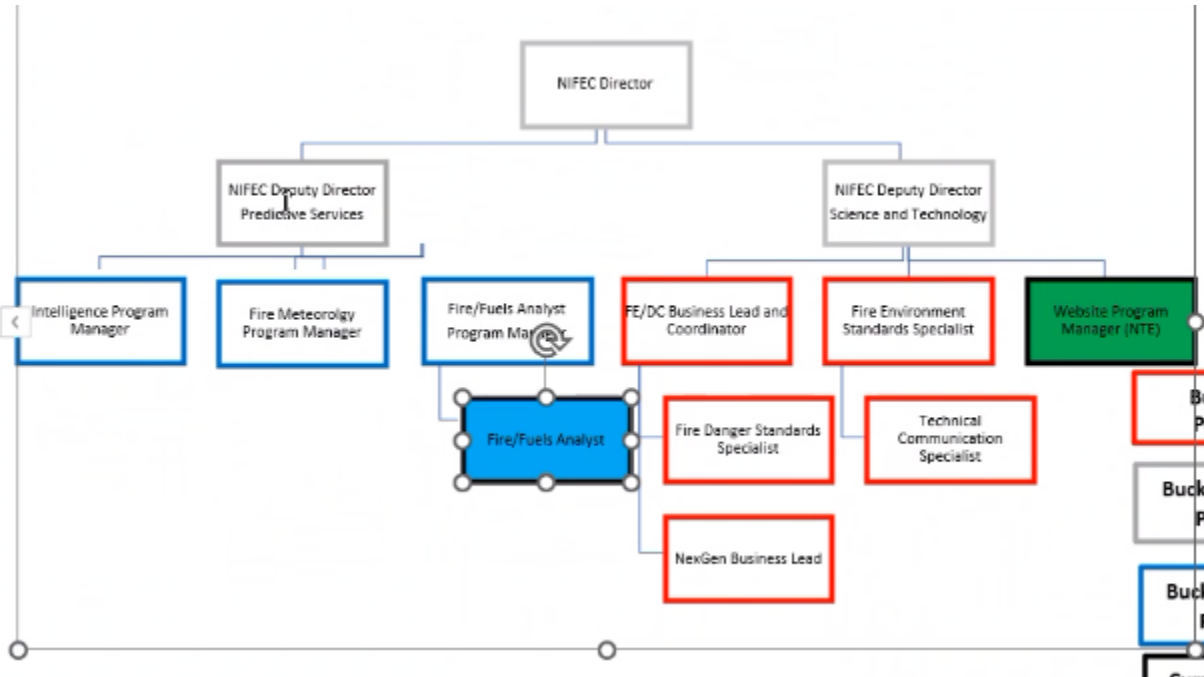 NIFEC Director
NIFEC Deputy Director
Predictive Services
NIFEC Deputy Director
Science and Technology
Intelligence Program
Manager
Fire Meteorolgy
Program Manager
Fire/Fuels Analyst
Program Manager
FE/DC Business Lead and
Coordinator
Fire Environment
Standards Specialist
Website Program
Manager (NTE)
Fire/Fuels Analyst
Fire Danger Standards
Specialist
Technical
Communication
Specialist
NexGen Business Lead